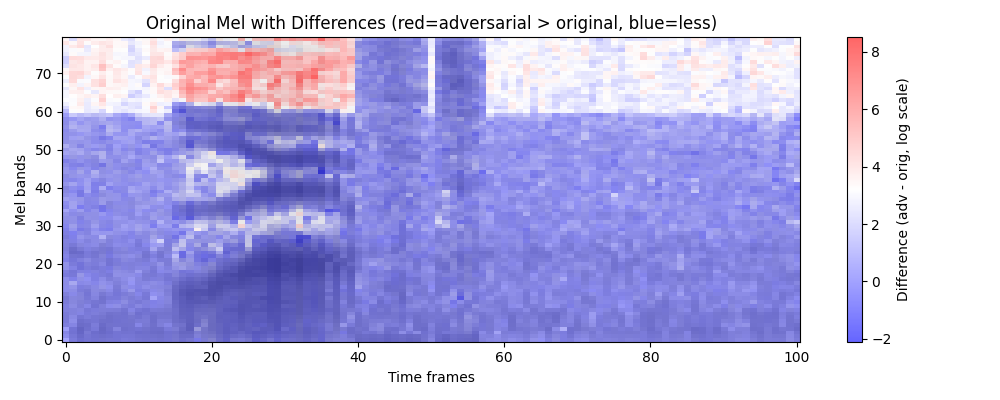 Original Mel with Differences (red=adversarial > original, blue=less)
Mel bands
70
60
50
40
30
20
10
0
0 20 40 60 80 100
Time frames
8
6
4
2
0
−2
Difference (adv - orig, log scale)